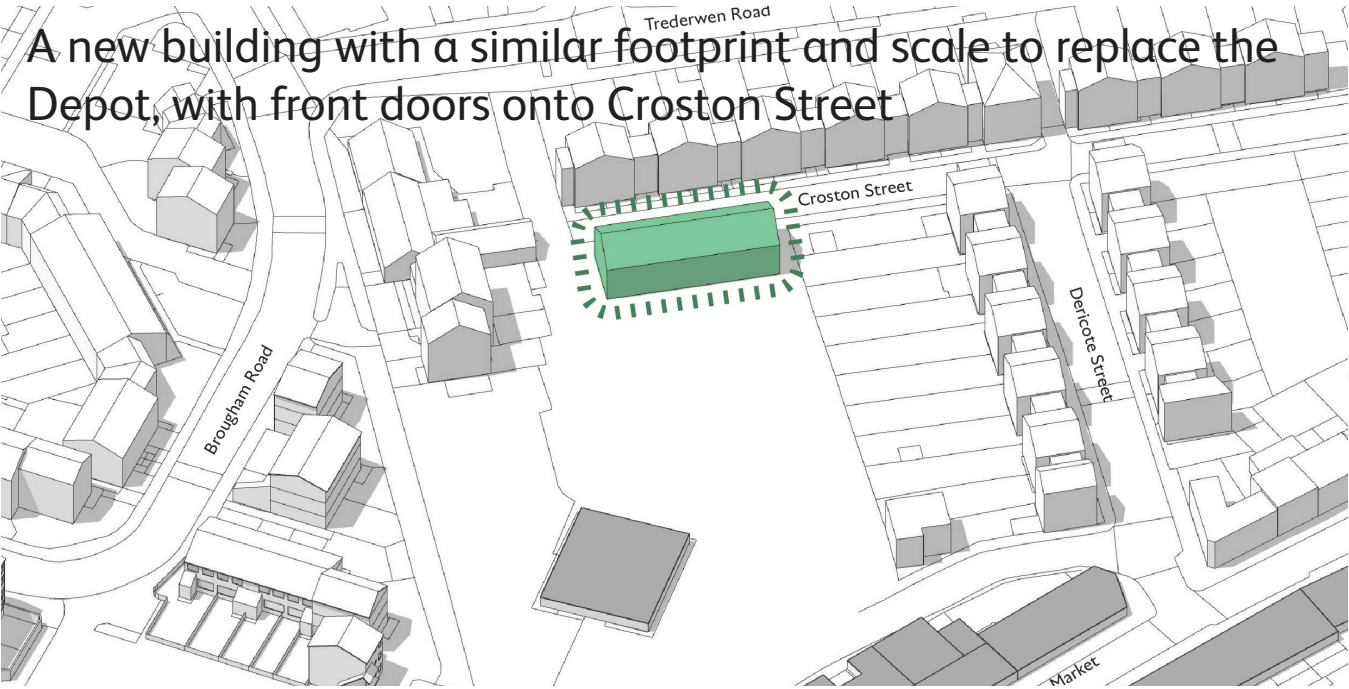 Trederwen Road
A new building with a similar footprint and scale to replace the
Depot, with front doors onto Croston Street
Croston Street
Dericote Street
Brougham Road
Market